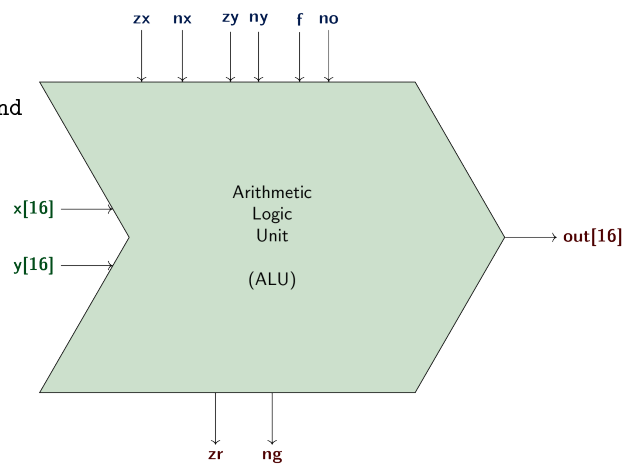 zx nx zy ny f no
nd
Arithmetic
Logic
Unit
(ALU)
x[16]
y[16]
out[16]
zr ng